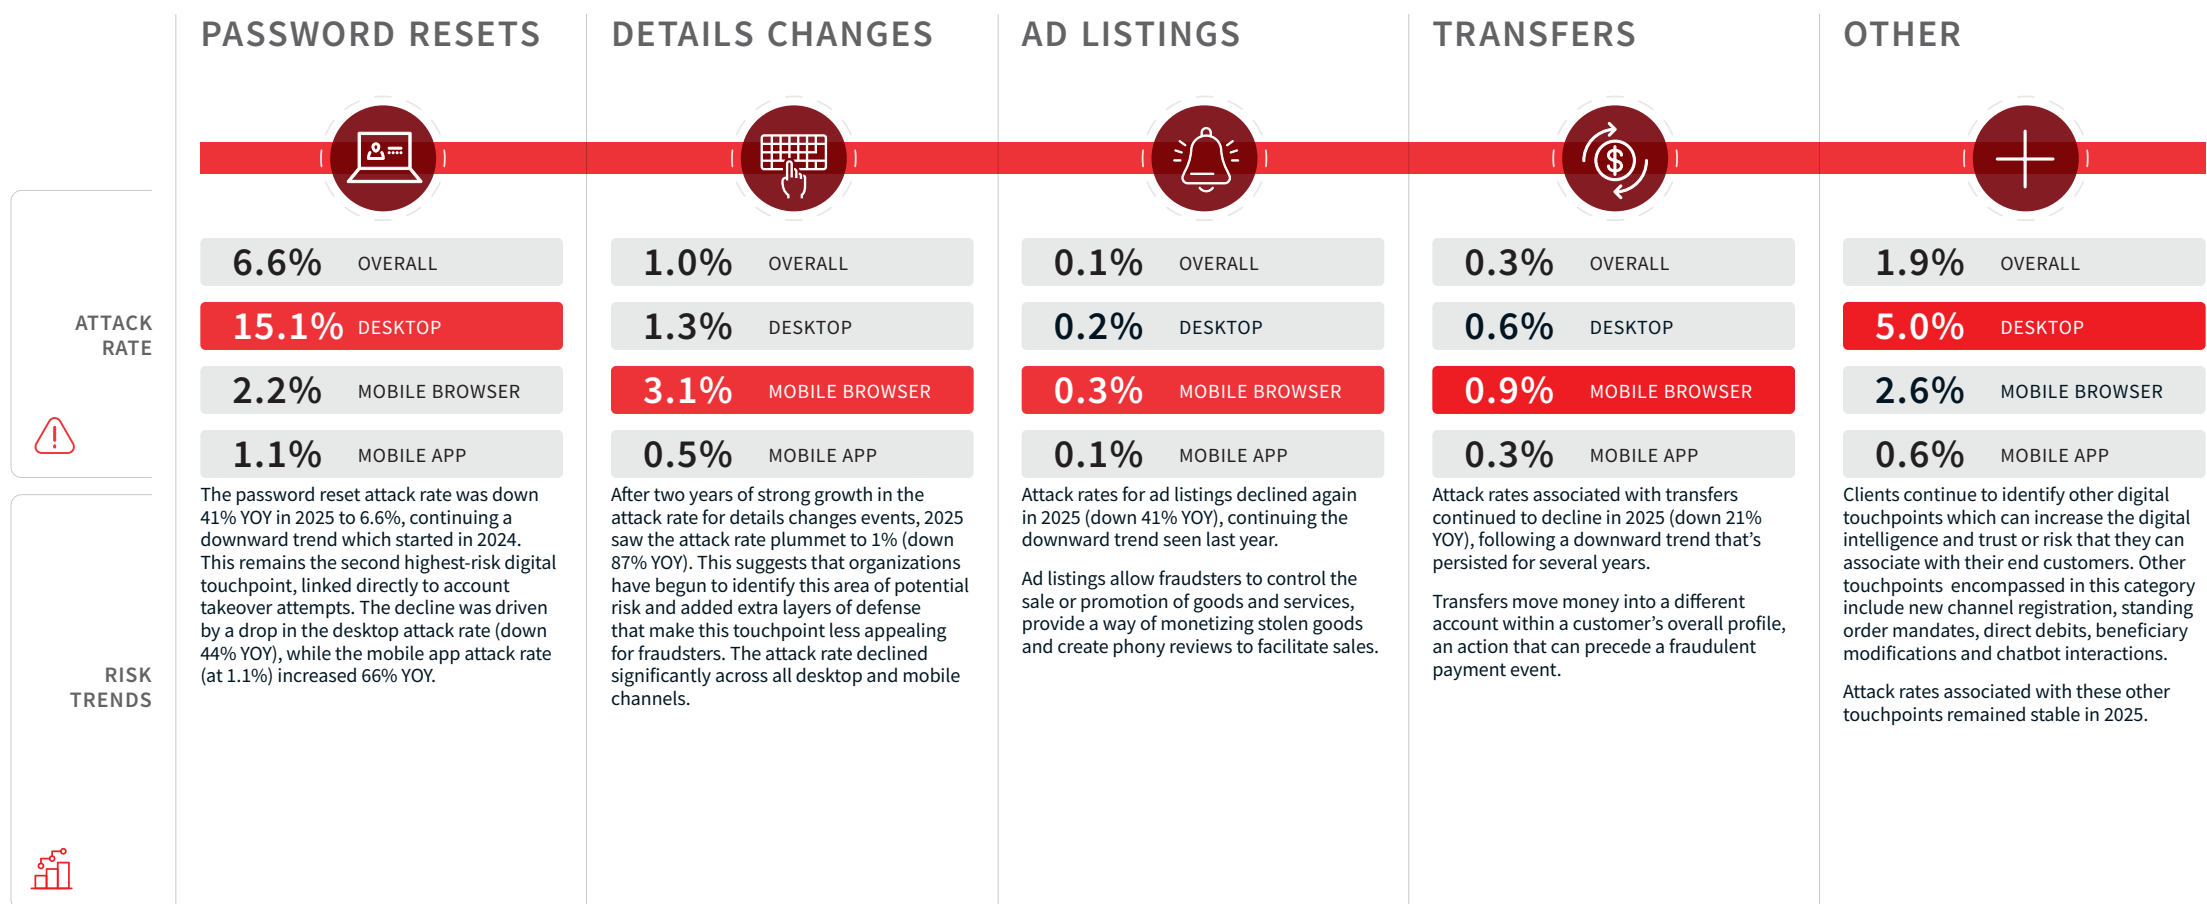 PASSWORD RESETS
DETAILS CHANGES
AD LISTINGS
TRANSFERS
OTHER
ATTACK
RATE
6.6% OVERALL
15.1% DESKTOP
2.2% MOBILE BROWSER
1.1% MOBILE APP
1.0% OVERALL
1.3% DESKTOP
3.1% MOBILE BROWSER
0.5% MOBILE APP
0.1% OVERALL
0.2% DESKTOP
0.3% MOBILE BROWSER
0.1% MOBILE APP
0.3% OVERALL
0.6% DESKTOP
0.9% MOBILE BROWSER
0.3% MOBILE APP
1.9% OVERALL
5.0% DESKTOP
2.6% MOBILE BROWSER
0.6% MOBILE APP
RISK
TRENDS
The password reset attack rate was down
41% YOY in 2025 to 6.6%, continuing a
downward trend which started in 2024.
This remains the second highest-risk digital
touchpoint, linked directly to account
takeover attempts. The decline was driven
by a drop in the desktop attack rate (down
44% YOY), while the mobile app attack rate
(at 1.1%) increased 66% YOY.
After two years of strong growth in the
attack rate for details changes events, 2025
saw the attack rate plummet to 1% (down
87% YOY). This suggests that organizations
have begun to identify this area of potential
risk and added extra layers of defense
that make this touchpoint less appealing
for fraudsters. The attack rate declined
significantly across all desktop and mobile
channels.
Attack rates for ad listings declined again
in 2025 (down 41% YOY), continuing the
downward trend seen last year.
Ad listings allow fraudsters to control the
sale or promotion of goods and services,
provide a way of monetizing stolen goods
and create phony reviews to facilitate sales.
Attack rates associated with transfers
continued to decline in 2025 (down 21%
YOY), following a downward trend that’s
persisted for several years.
Transfers move money into a different
account within a customer’s overall profile,
an action that can precede a fraudulent
payment event.
Clients continue to identify other digital
touchpoints which can increase the digital
intelligence and trust or risk that they can
associate with their end customers. Other
touchpoints encompassed in this category
include new channel registration, standing
order mandates, direct debits, beneficiary
modifications and chatbot interactions.
Attack rates associated with these other
touchpoints remained stable in 2025.